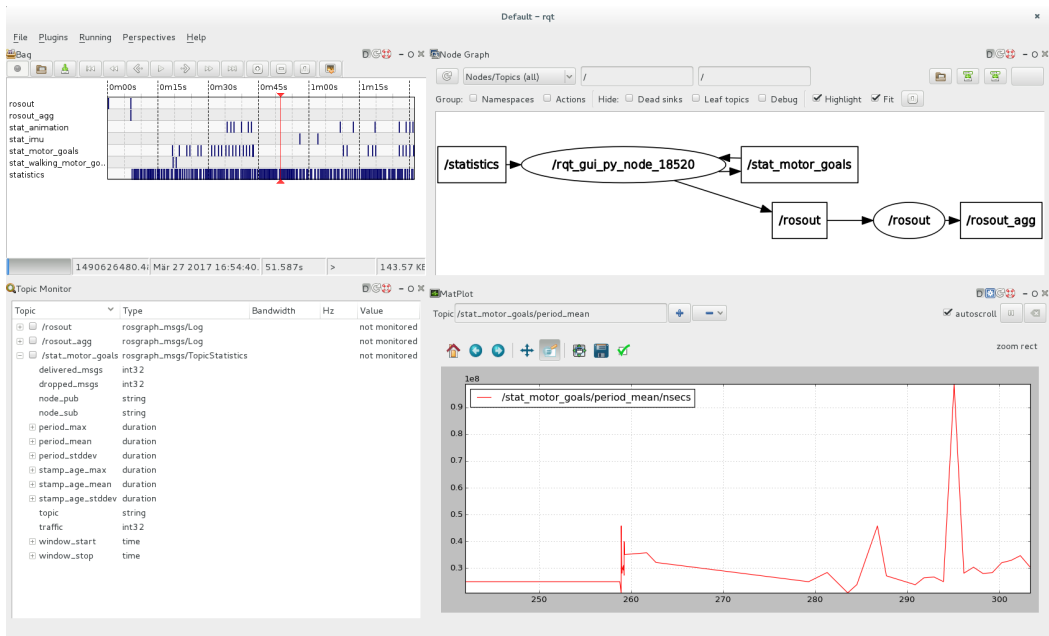 Default - rqt
File Plugins Running Perspectives Help
Bag
0m00s 0m15s 0m30s 0m45s 1m00s 1m15s
rosout
rosout_agg
stat_animation
stat_imu
stat_motor_goals
stat_walking_motor_go..
statistics
Mär 27 2017 16:54:40. 51.587s >
Node Graph
Nodes/Topics (all) / /
Group: Namespaces Actions Hide: Dead sinks Leaf topics Debug Highlight Fit
/statistics /rqt_gui_py_node_18520 /stat_motor_goals
/rosout /rosout /rosout_agg
Topic Monitor
Topic Type Bandwidth Hz Value
/rosout rosgraph_msgs/Log not monitored
/rosout_agg rosgraph_msgs/Log not monitored
/stat_motor_goals rosgraph_msgs/TopicStatistics not monitored
delivered_msgs int32
dropped_msgs int32
node_pub string
node_sub string
period_max duration
period_mean duration
period_stddev duration
stamp_age_max duration
stamp_age_mean duration
stamp_age_stddev duration
topic string
traffic int32
window_start time
window_stop time
MatPlot
Topic /stat_motor_goals/period_mean autoscroll
zoom rect
1e8
/stat_motor_goals/period_mean/nsecs
0.9
0.8
0.7
0.6
0.5
0.4
0.3
250 260 270 280 290 300